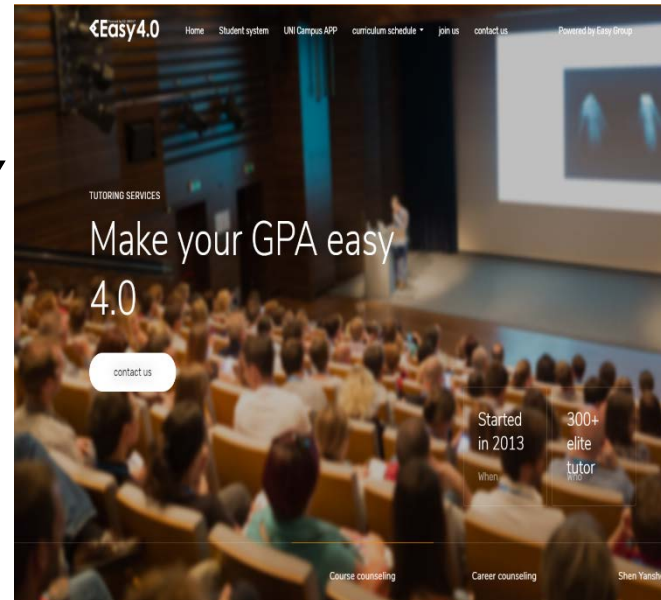 Easy4.0
Home Student system UNI Campus APP curriculum schedule join us contact us Powered by Easy Group
TUTORING SERVICES
Make your GPA easy
4.0
contact us
Started
in 2013
When
300+
elite
tutor
Who
Course counseling Career counseling Shen Yansh